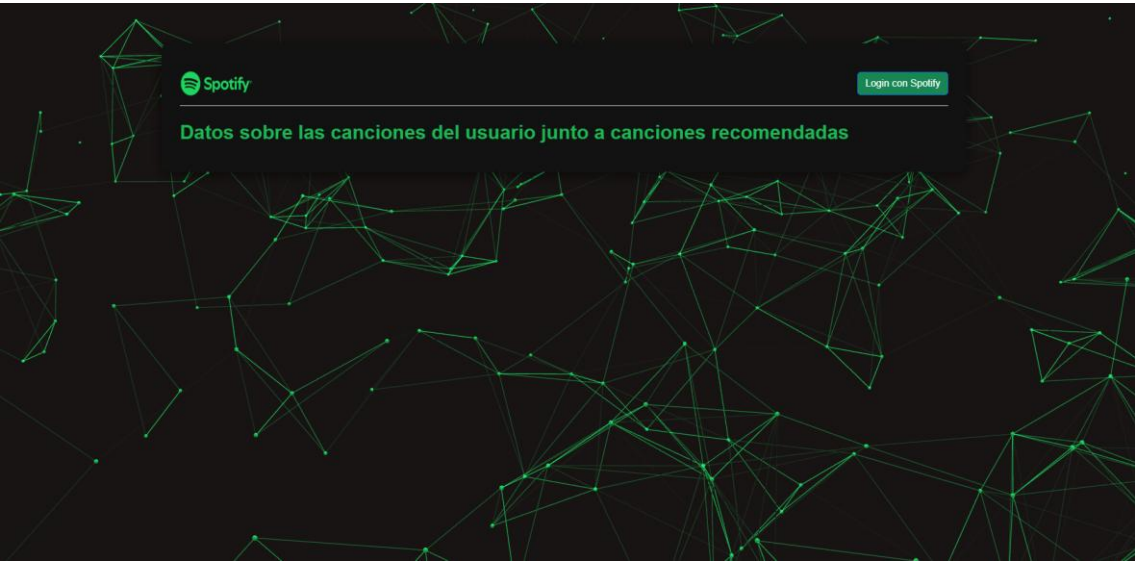 Spotify
Login con Spotify
Datos sobre las canciones del usuario junto a canciones recomendadas